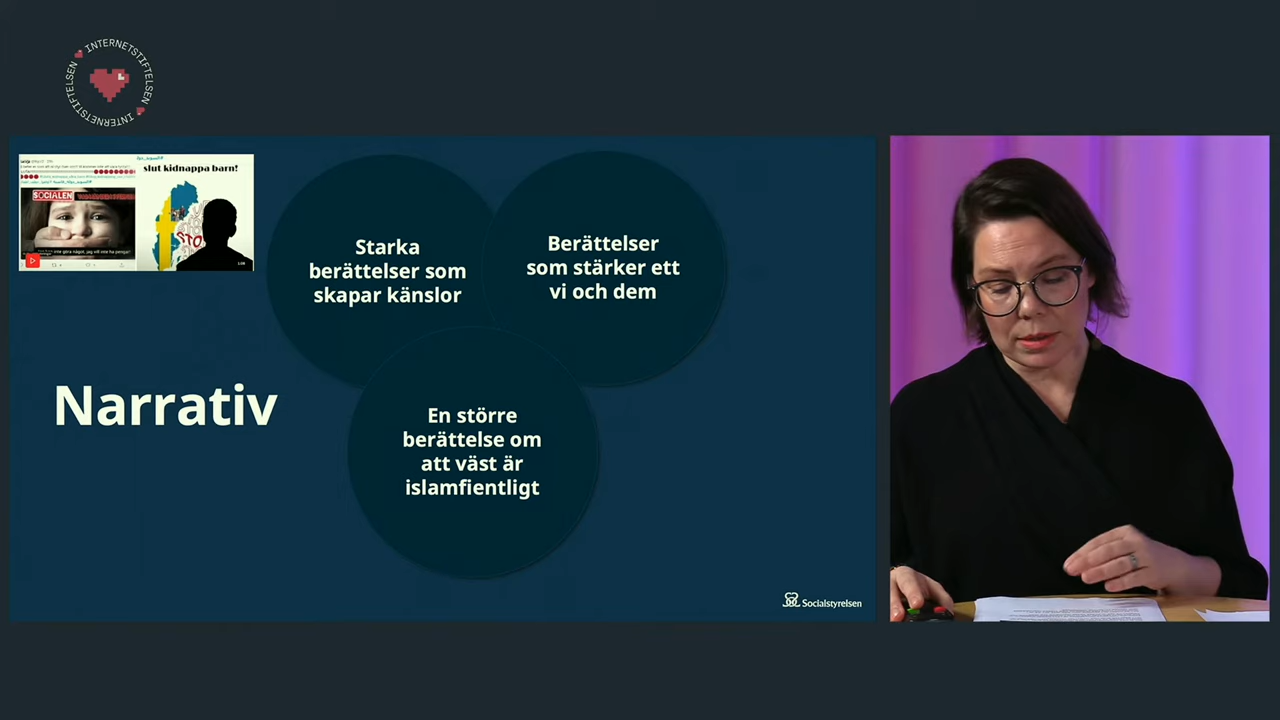 INTERNETSTIFTELSEN
INTERNETSTIFTELSEN
slut kidnappa barn!
SOCIALEN
STO
Starka
berättelser som
skapar känslor
Berättelser
som stärker ett
vi och dem
Narrativ
En större
berättelse om
att väst är
islamfientligt
Socialstyrelsen